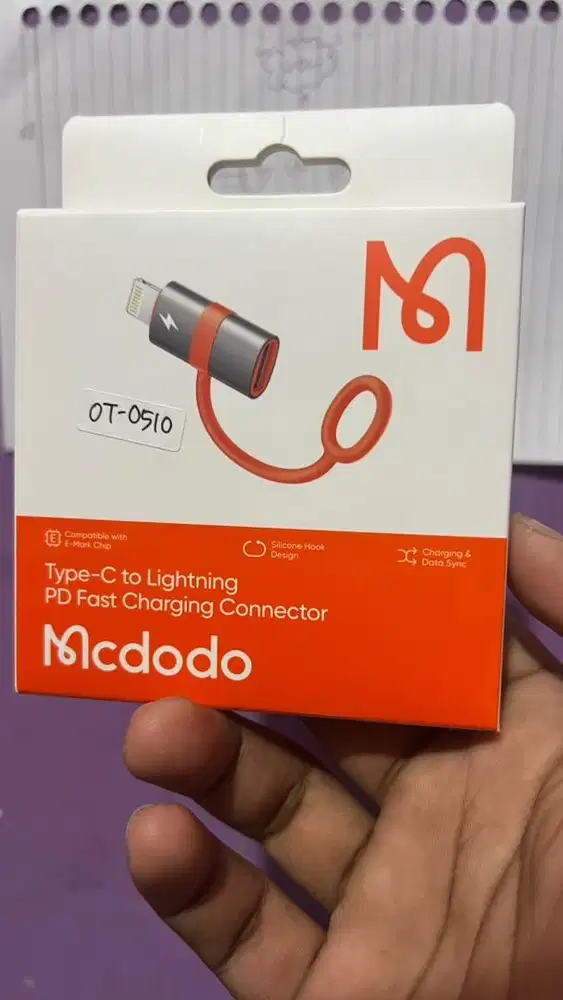 OT-0510
E
Compatible with
E-Mark Chip
Silicone Hook
Design
Charging &
Data Sync
Type-C to Lightning
PD Fast Charging Connector
Mcdodo